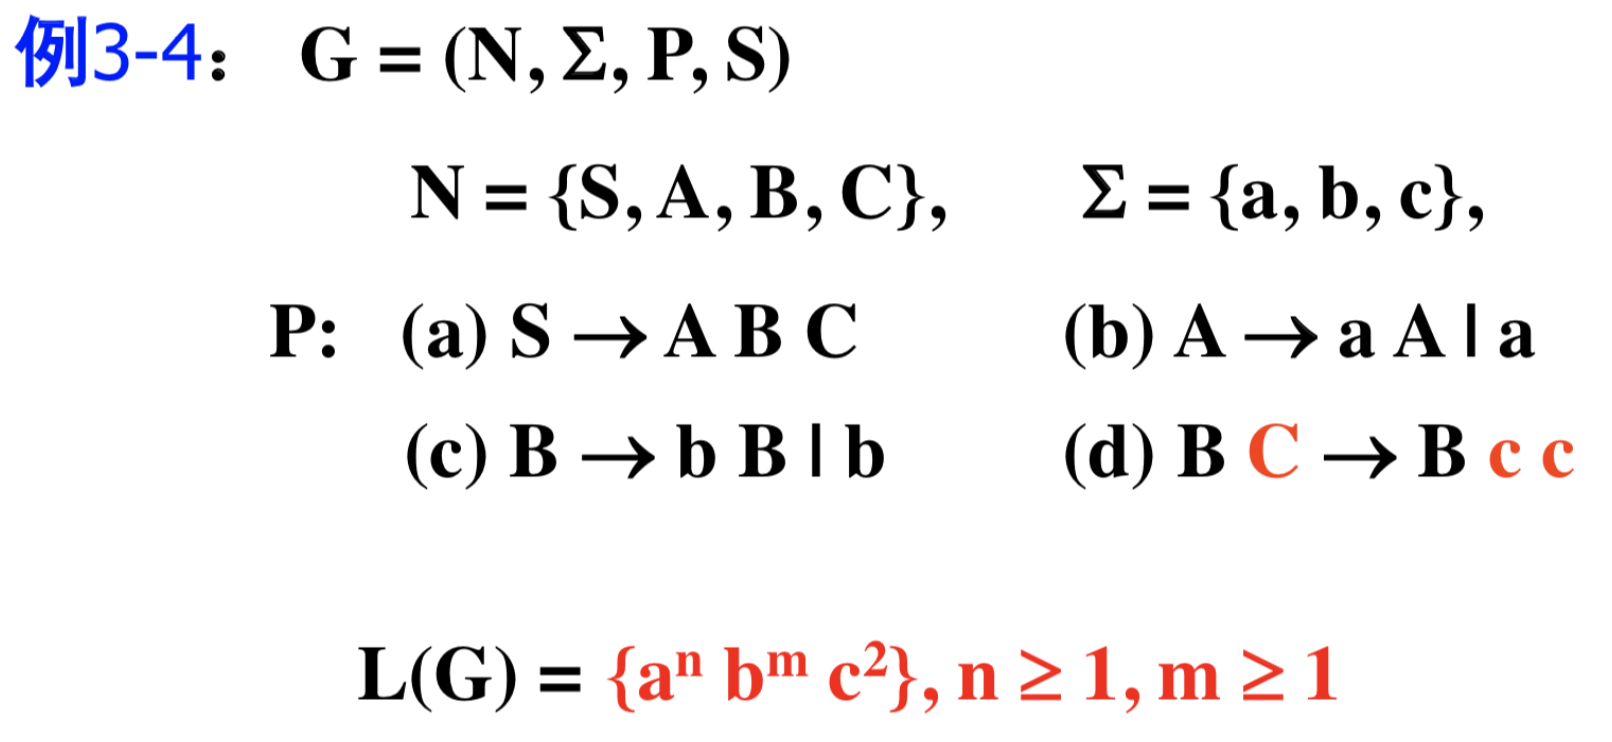 例3-4： G = (N, Σ, P, S)
N = {S, A, B, C}, Σ = {a, b, c},
P: (a) S → A B C (b) A → a A | a
(c) B → b B | b (d) B C → B c c
L(G) = {aⁿ bᵐ c²}, n ≥ 1, m ≥ 1